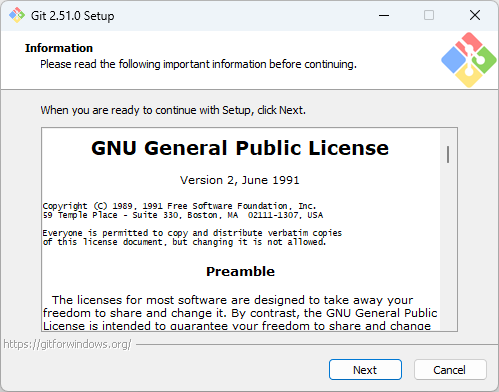 Git 2.51.0 Setup
Information
Please read the following important information before continuing.
When you are ready to continue with Setup, click Next.
GNU General Public License
Version 2, June 1991
Copyright (C) 1989, 1991 Free Software Foundation, Inc.
59 Temple Place - Suite 330, Boston, MA  02111-1307, USA
Everyone is permitted to copy and distribute verbatim copies
of this license document, but changing it is not allowed.
Preamble
The licenses for most software are designed to take away your
freedom to share and change it. By contrast, the GNU General Public
License is intended to guarantee your freedom to share and change
https://gitforwindows.org/
Next
Cancel